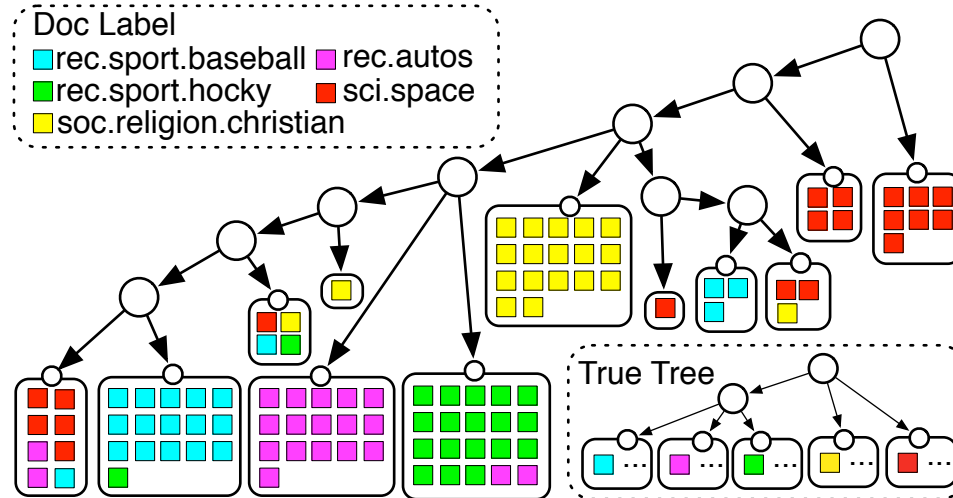 Doc Label
rec.sport.baseball rec.autos
rec.sport.hocky sci.space
soc.religion.christian
True Tree
... ... ... ... ...